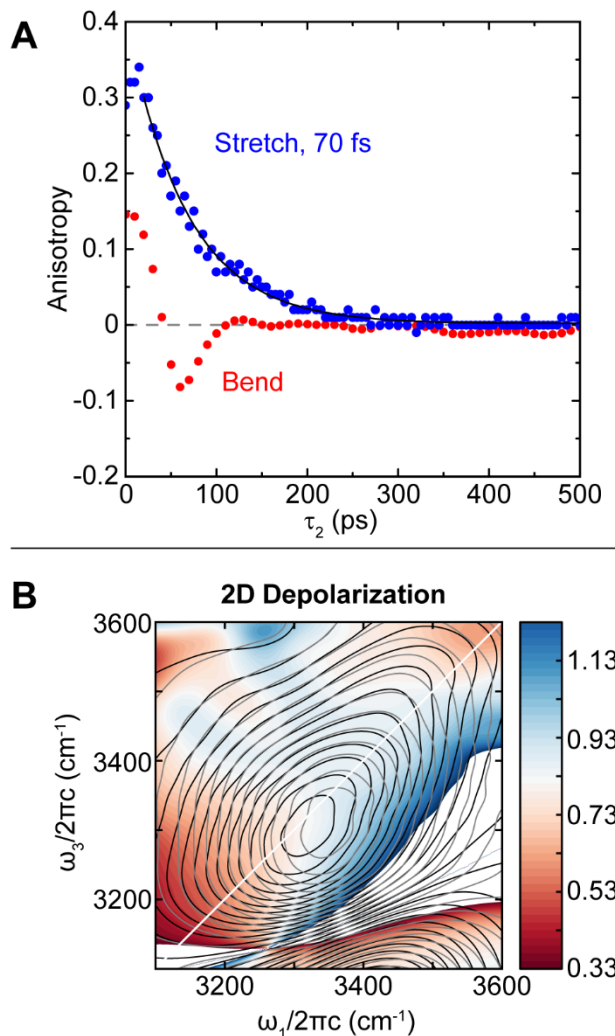 A
0.4
0.3
0.2
0.1
0
-0.1
-0.2
Anisotropy
Stretch, 70 fs
Bend
0 100 200 300 400 500
τ2 (ps)
B
2D Depolarization
3600
3400
3200
ω3/2πc (cm-1)
3200 3400 3600
ω1/2πc (cm-1)
1.13
0.93
0.73
0.53
0.33